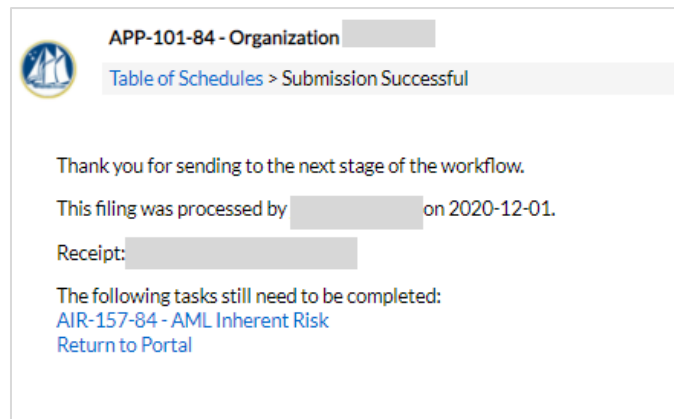 APP-101-84 - Organization
Table of Schedules > Submission Successful
Thank you for sending to the next stage of the workflow.
This filing was processed by on 2020-12-01.
Receipt:
The following tasks still need to be completed:
AIR-157-84 - AML Inherent Risk
Return to Portal